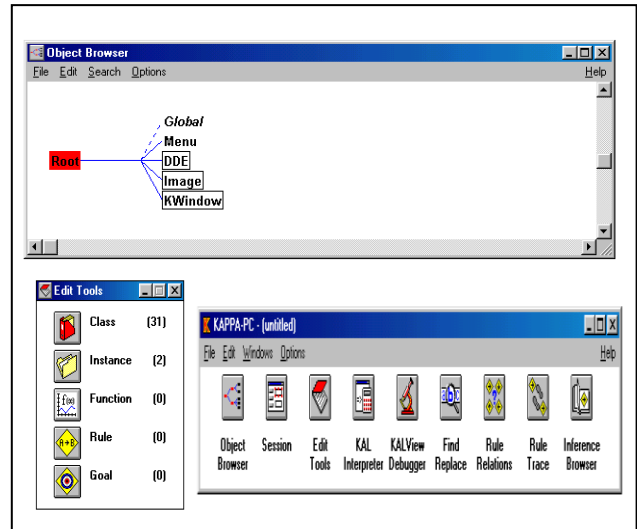 Object Browser
File Edit Search Options Help
Global
Menu
Root
DDE
Image
KWindow
Edit Tools
Class (31)
Instance (2)
Function (0)
Rule (0)
Goal (0)
KAPPA-PC - (untitled)
File Edit Windows Options Help
Object Browser
Session
Edit Tools
KAL Interpreter
KALView Debugger
Find Replace
Rule Relations
Rule Trace
Inference Browser